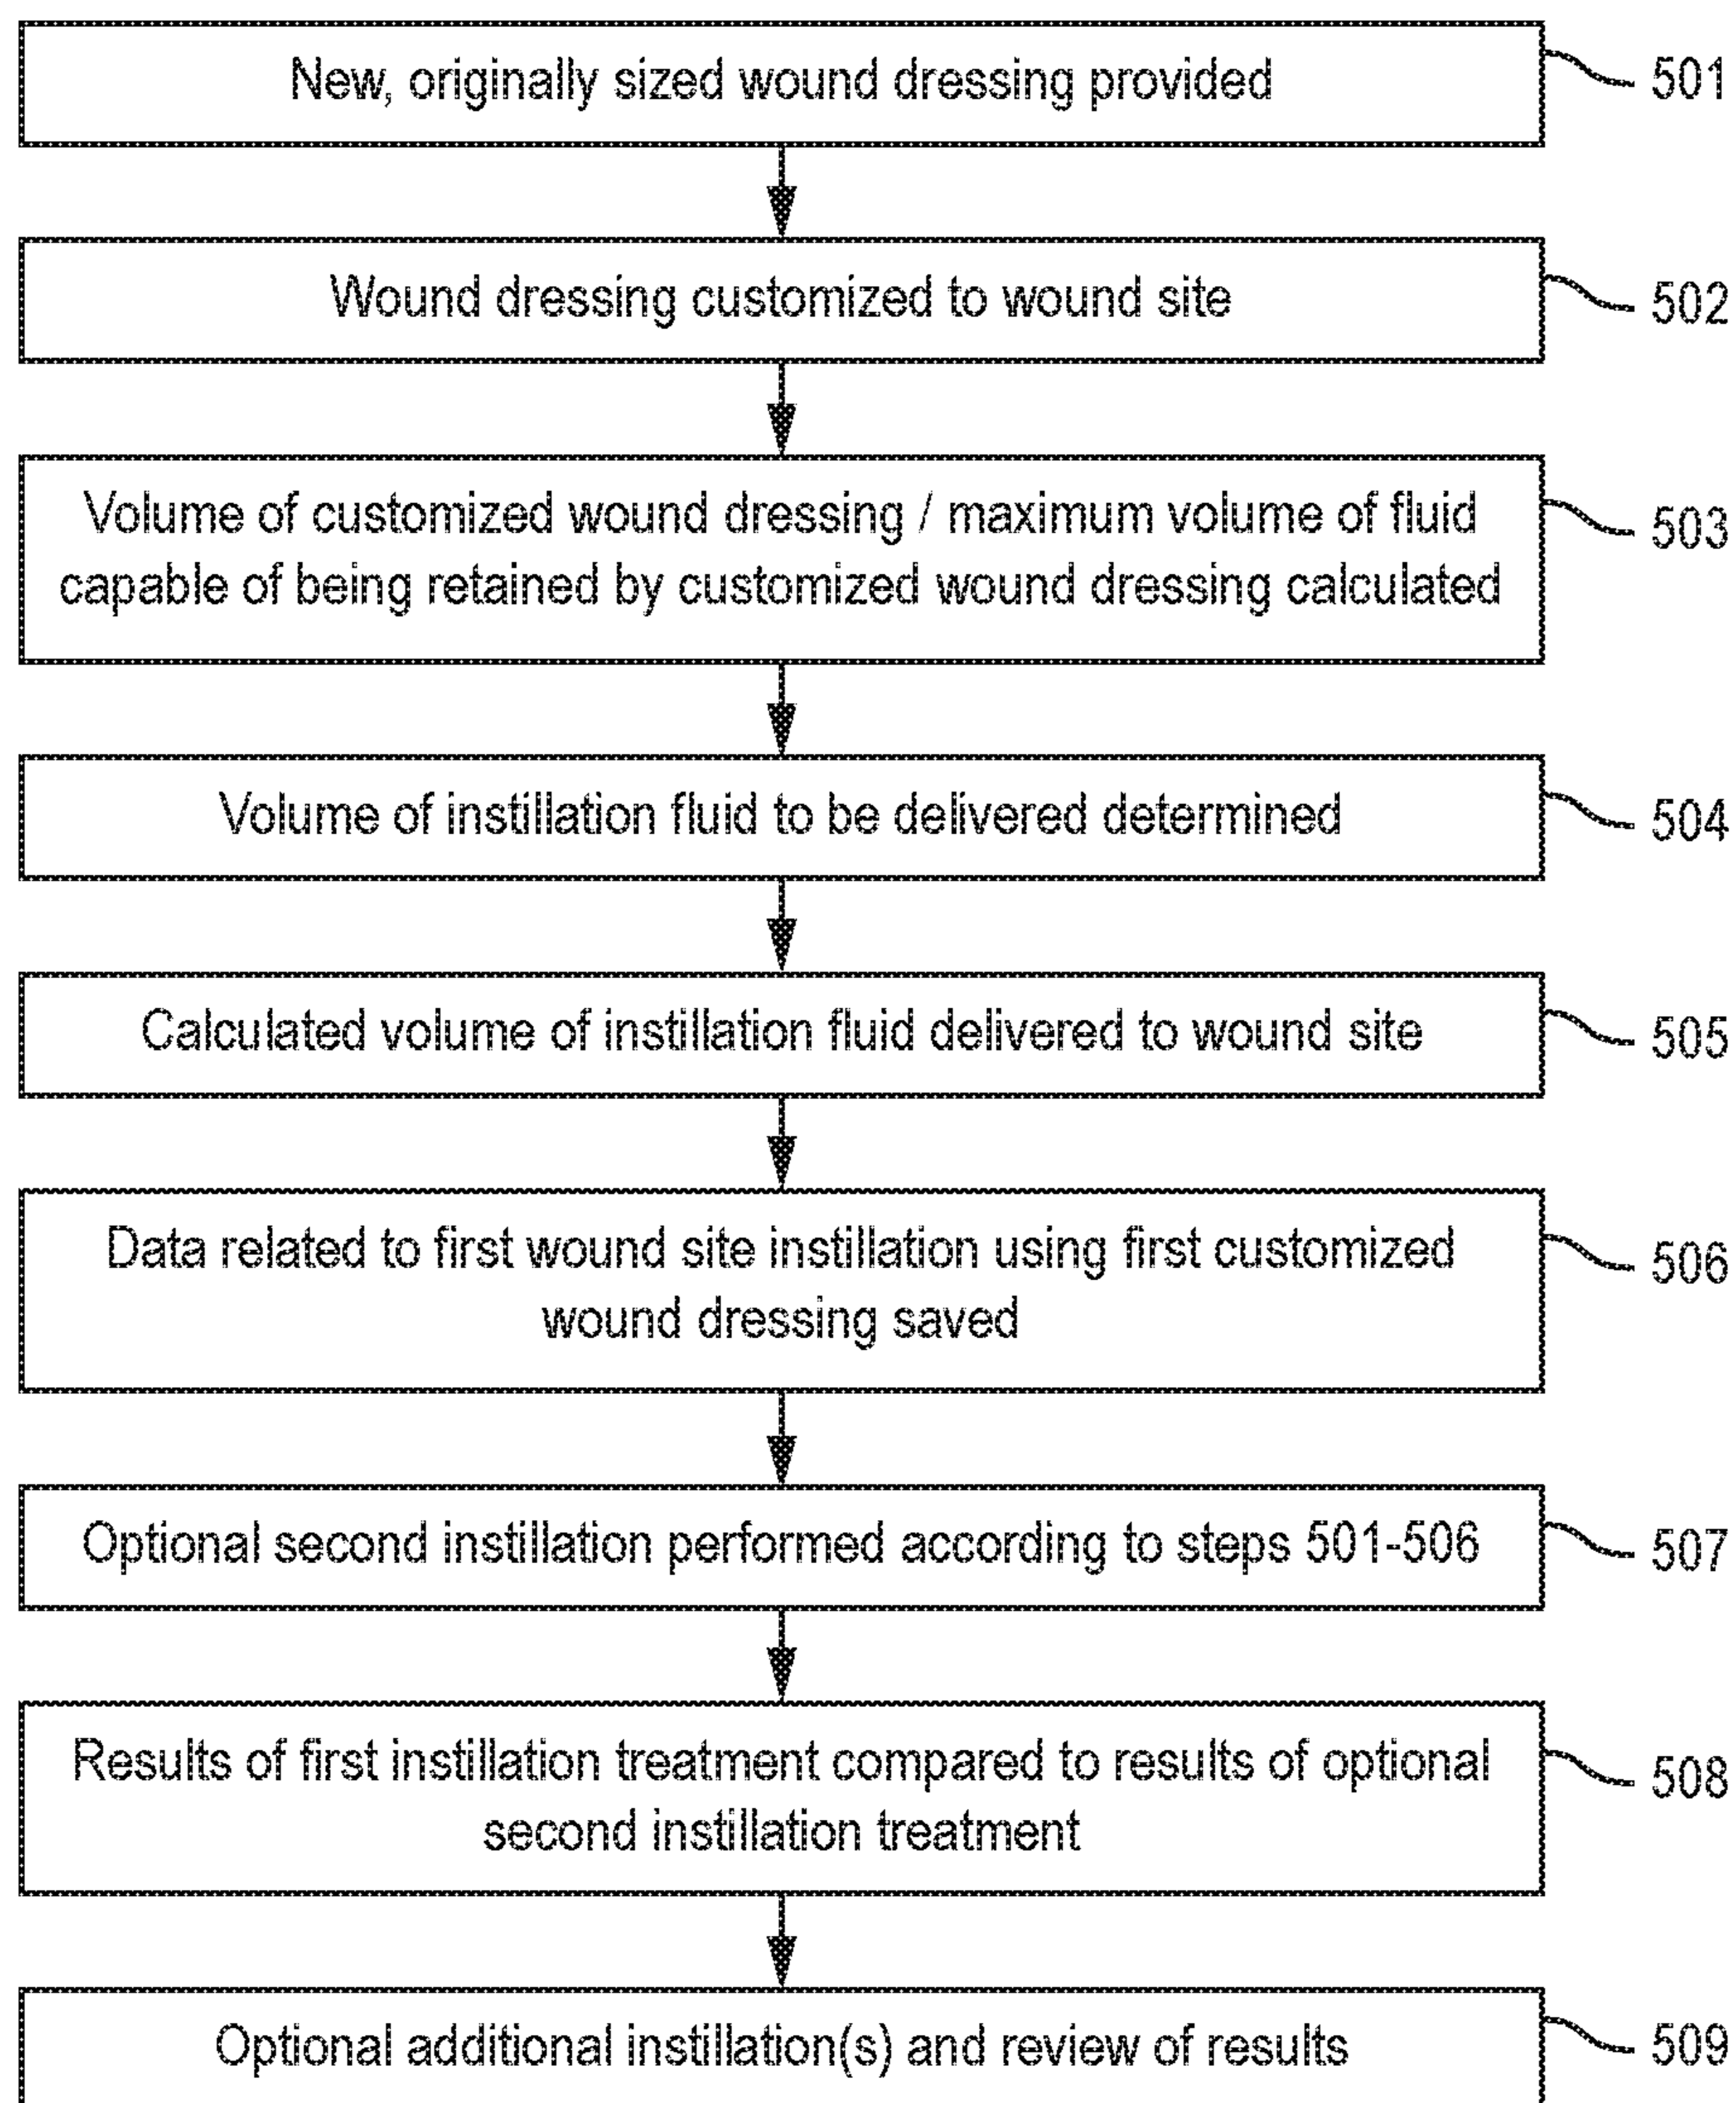 New, originally sized wound dressing provided
501
Wound dressing customized to wound site
502
Volume of customized wound dressing / maximum volume of fluid
capable of being retained by customized wound dressing calculated
503
Volume of instillation fluid to be delivered determined
504
Calculated volume of instillation fluid delivered to wound site
505
Data related to first wound site instillation using first customized
wound dressing saved
506
Optional second instillation performed according to steps 501-506
507
Results of first instillation treatment compared to results of optional
second instillation treatment
508
Optional additional instillation(s) and review of results
509